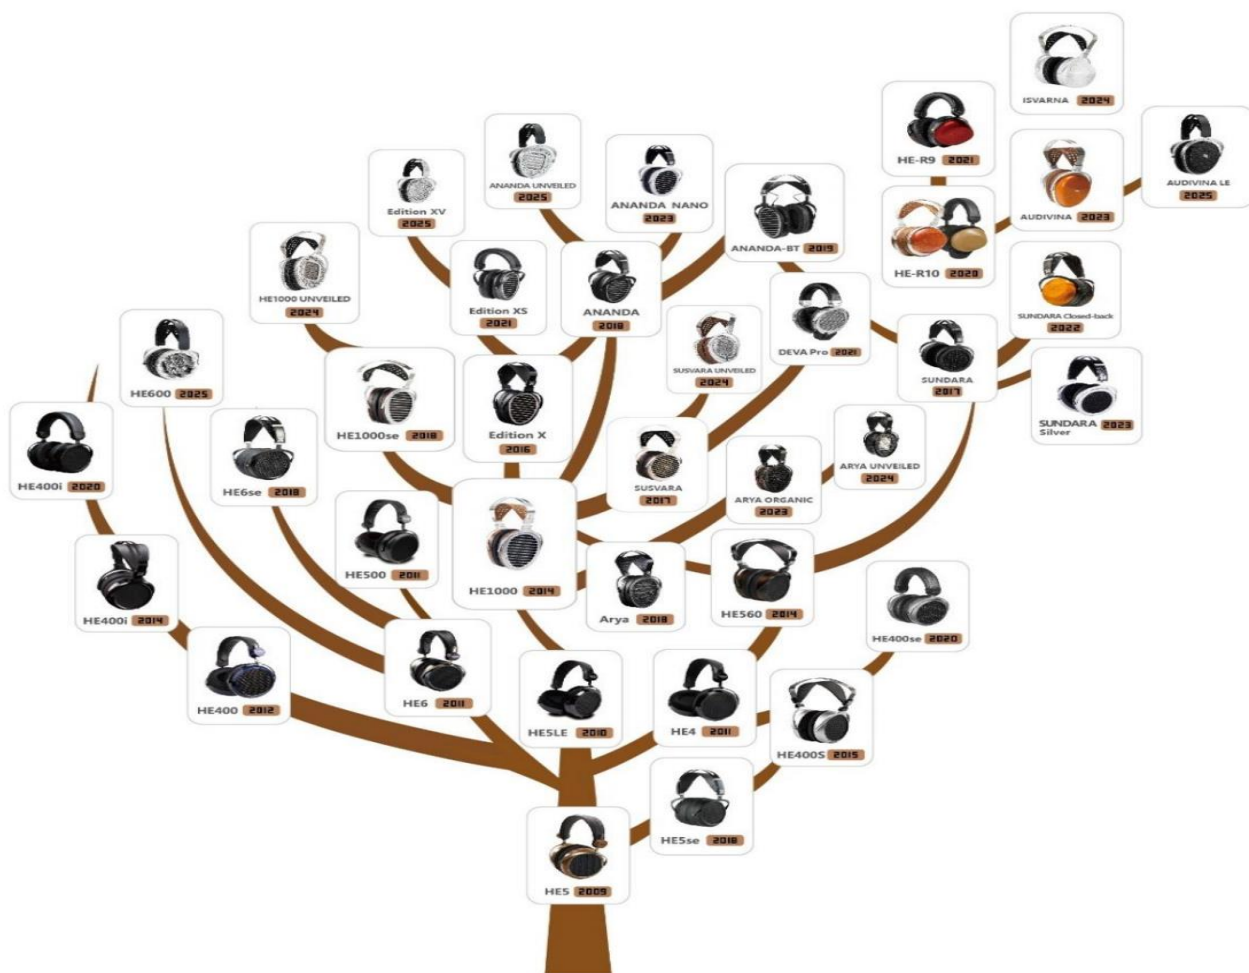 ISVARNA 2024
HE-R9 2021
AUDIVINA LE
2025
ANANDA UNVEILED
2025
Edition XV
2025
ANANDA NANO
2023
AUDIVINA 2023
ANANDA-BT 2019
HE-R10 2020
HE1000 UNVEILED
2024
Edition XS
2021
ANANDA
2018
SUNDARA Closed-back
2022
DEVA Pro 2021
SUSVARA UNVEILED
2024
SUNDARA
2017
HE600 2025
HE1000se 2018
Edition X
2016
SUNDARA 2023
Silver
HE400i 2020
HE6se 2018
SUSVARA
2017
ARYA UNVEILED
2024
ARYA ORGANIC
2023
HE500 2011
HE1000 2014
HE400i 2014
Arya 2018
HE560 2014
HE400se 2020
HE400 2012
HE6 2011
HE5LE 2010
HE4 2011
HE400S 2015
HE5se 2018
HE5 2009